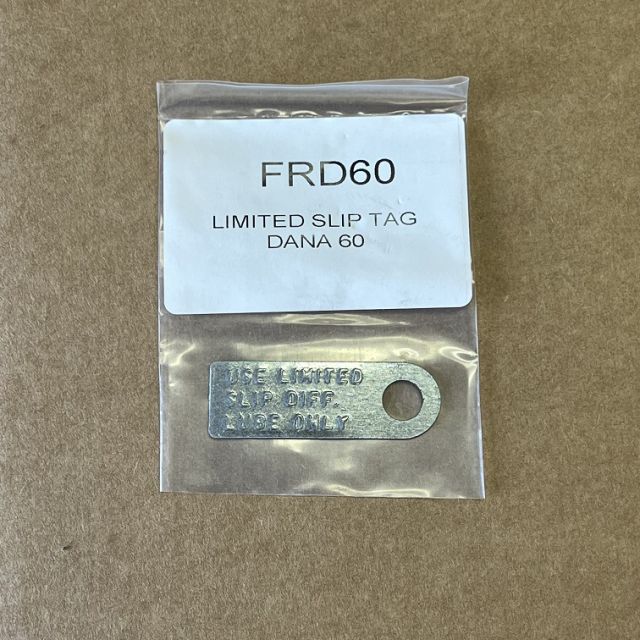 FRD60
LIMITED SLIP TAG
DANA 60
USE LIMITED
SLIP DIFF.
LUBE ONLY